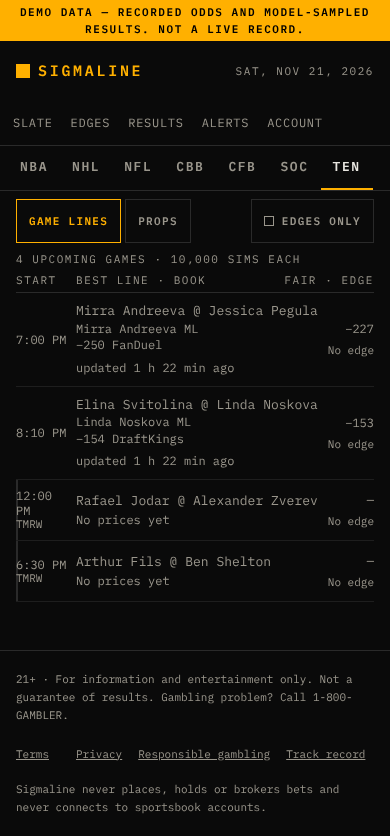 DEMO DATA — RECORDED ODDS AND MODEL-SAMPLED
RESULTS. NOT A LIVE RECORD.
SIGMALINE
SAT, NOV 21, 2026
SLATE EDGES RESULTS ALERTS ACCOUNT
NBA NHL NFL CBB CFB SOC TEN
GAME LINES PROPS EDGES ONLY
4 UPCOMING GAMES · 10,000 SIMS EACH
START BEST LINE · BOOK FAIR · EDGE
Mirra Andreeva @ Jessica Pegula
7:00 PM
Mirra Andreeva ML
−250 FanDuel
updated 1 h 22 min ago
−227
No edge
Elina Svitolina @ Linda Noskova
8:10 PM
Linda Noskova ML
−154 DraftKings
updated 1 h 22 min ago
−153
No edge
12:00
PM
TMRW
Rafael Jodar @ Alexander Zverev
No prices yet
—
No edge
6:30 PM
TMRW
Arthur Fils @ Ben Shelton
No prices yet
—
No edge
21+ · For information and entertainment only. Not a
guarantee of results. Gambling problem? Call 1-800-
GAMBLER.
Terms Privacy Responsible gambling Track record
Sigmaline never places, holds or brokers bets and
never connects to sportsbook accounts.